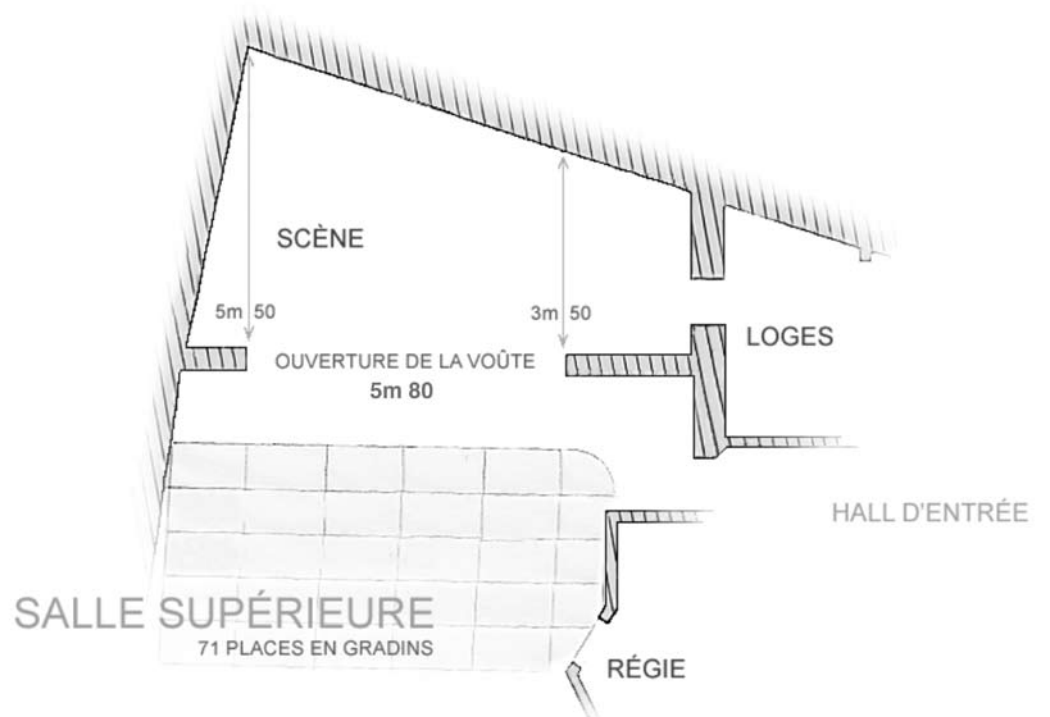 SCÈNE
5m 50
3m 50
LOGES
OUVERTURE DE LA VOÛTE
5m 80
HALL D'ENTRÉE
SALLE SUPÉRIEURE
71 PLACES EN GRADINS
RÉGIE